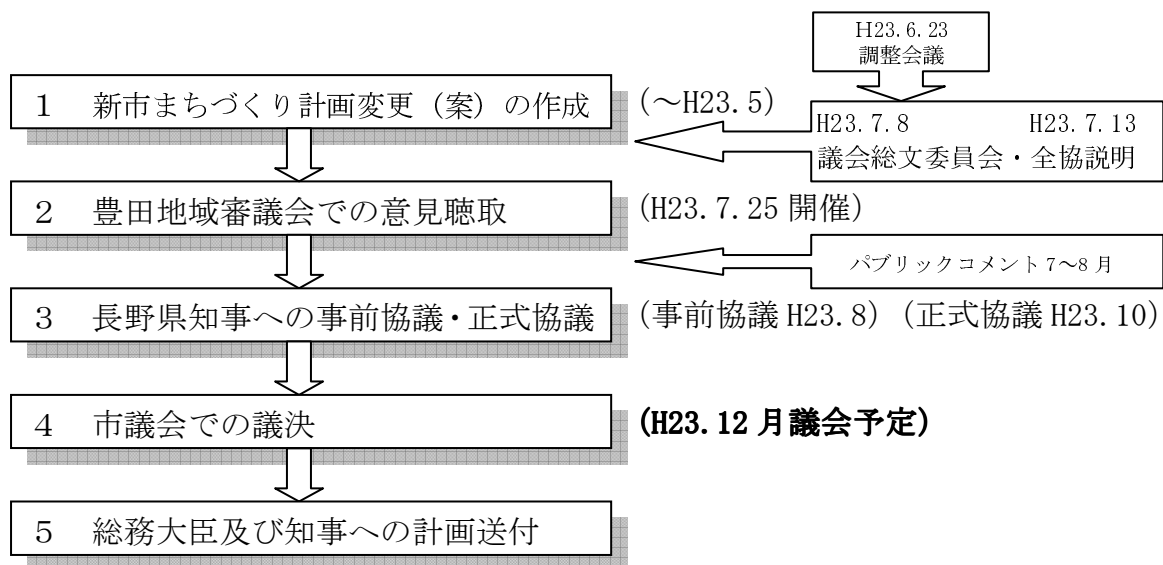 H23.6.23
調整会議
1　新市まちづくり計画変更（案）の作成
(～H23.5)
H23.7.8　H23.7.13
議会総文委員会・全協説明
2　豊田地域審議会での意見聴取
(H23.7.25 開催)
パブリックコメント 7～8 月
3　長野県知事への事前協議・正式協議
(事前協議 H23.8)（正式協議 H23.10)
4　市議会での議決
(H23.12 月議会予定)
5　総務大臣及び知事への計画送付